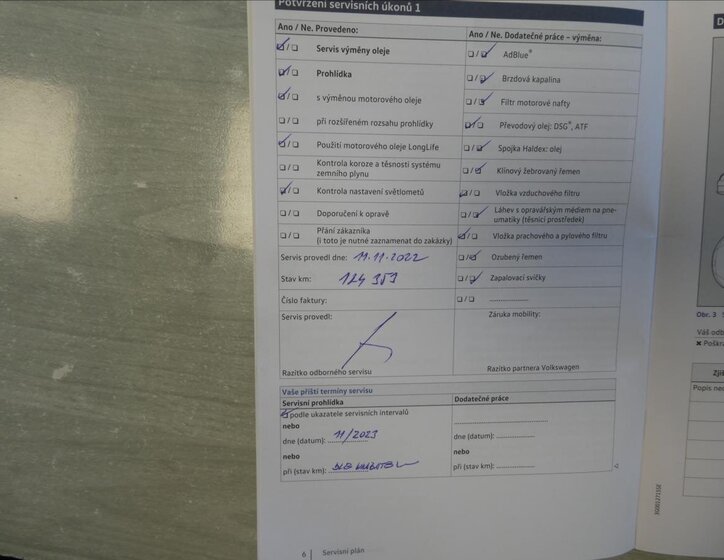 Potvrzení servisních úkonů 1
Ano / Ne. Provedeno:
Servis výměny oleje
Prohlídka
s výměnou motorového oleje
při rozšířeném rozsahu prohlídky
Použití motorového oleje LongLife
Kontrola koroze a těsnosti systému
zemního plynu
Kontrola nastavení světlometů
Doporučení k opravě
Přání zákazníka
(i toto je nutné zaznamenat do zakázky)
Servis provedl dne: 11.11.2022
Stav km: 124 353
Číslo faktury:
Servis provedl:
Razítko odborného servisu
Ano / Ne. Dodatečné práce – výměna:
AdBlue®
Brzdová kapalina
Filtr motorové nafty
Převodový olej: DSG®, ATF
Spojka Haldex: olej
Klínový žebrovaný řemen
Vložka vzduchového filtru
Láhev s opravářským médiem na pne-
umatiky (těsnicí prostředek)
Vložka prachového a pylového filtru
Ozubený řemen
Zapalovací svíčky
Záruka mobility:
Razítko partnera Volkswagen
Vaše příští termíny servisu
Servisní prohlídka
podle ukazatele servisních intervalů
nebo
dne (datum): 11/2023
nebo
při (stav km):
Dodatečné práce
dne (datum):
nebo
při (stav km):
6 | Servisní plán
Obr. 3
Váš odb
Poškr
Zjiš
Popis ner